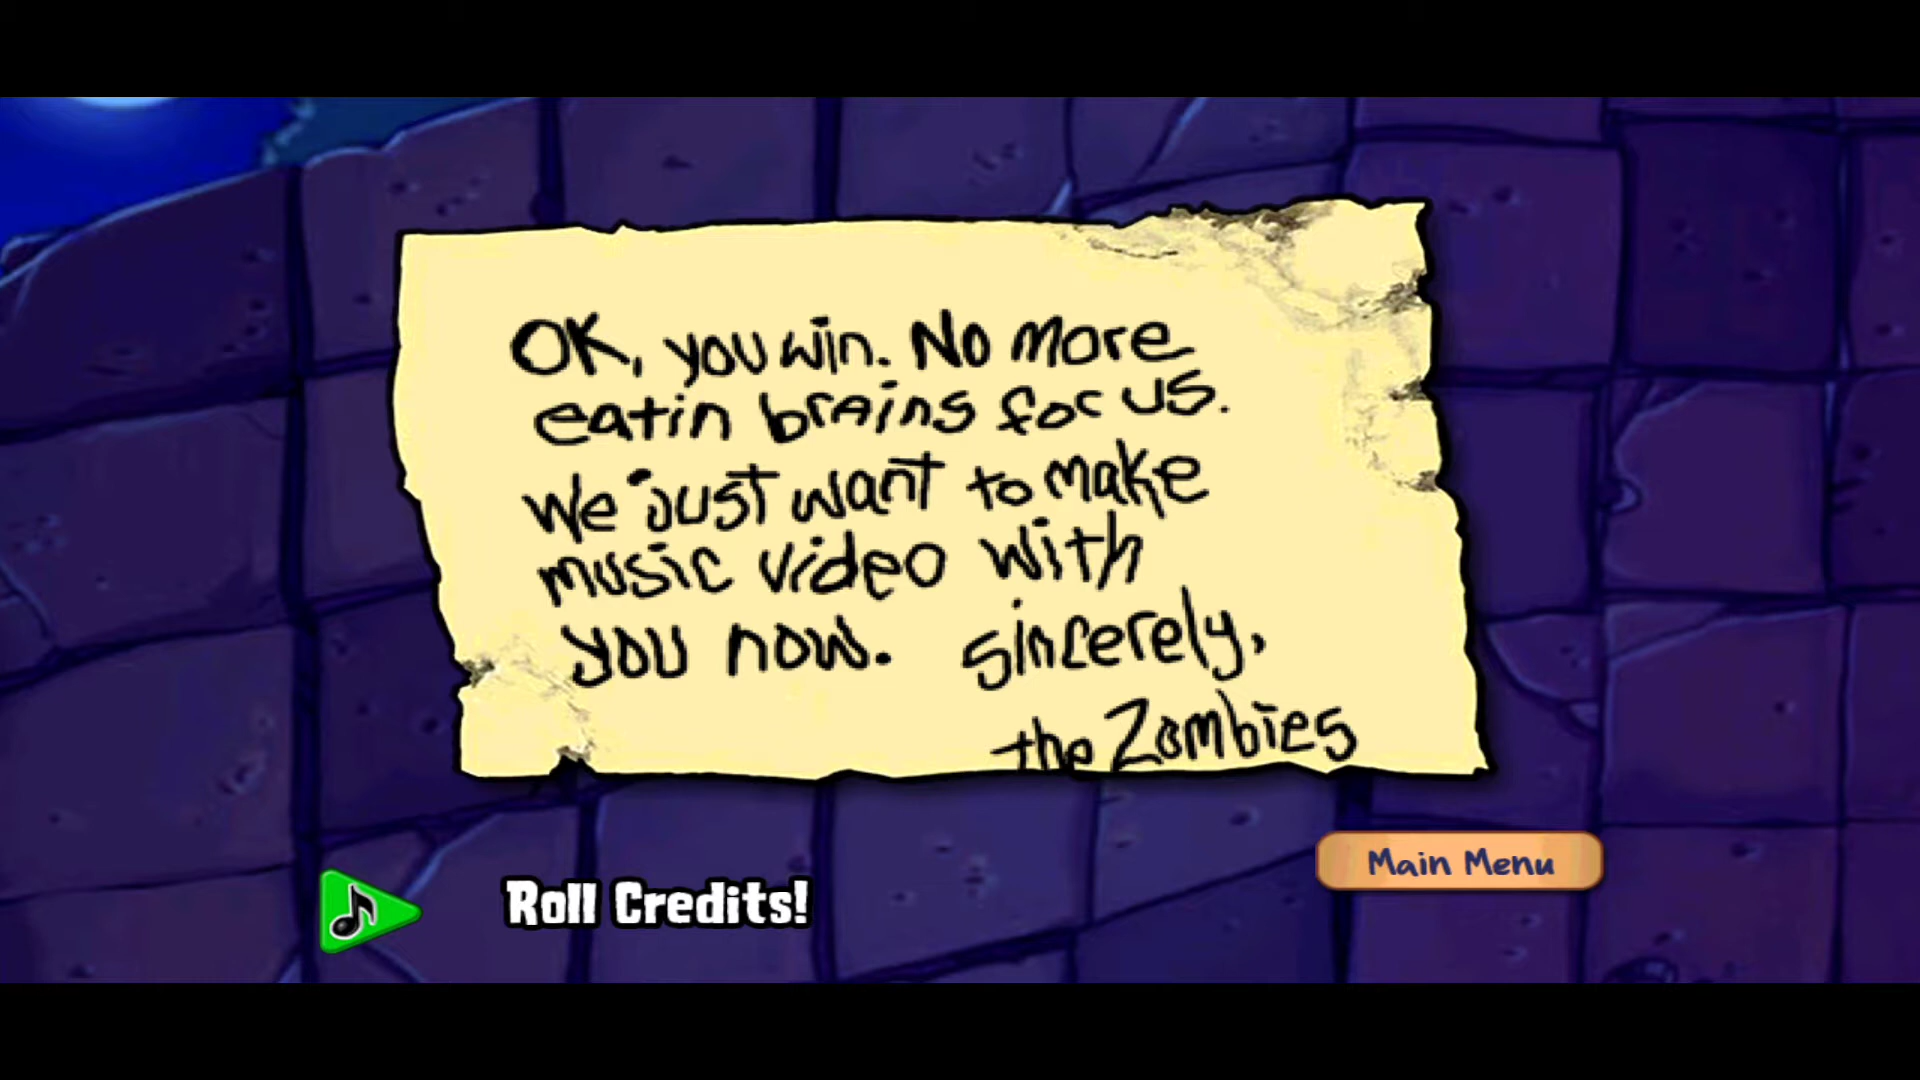 OK, you win. No more
eatin brains for us.
We just want to make
music video with
you now. sincerely,
the Zombies
Main Menu
Roll Credits!